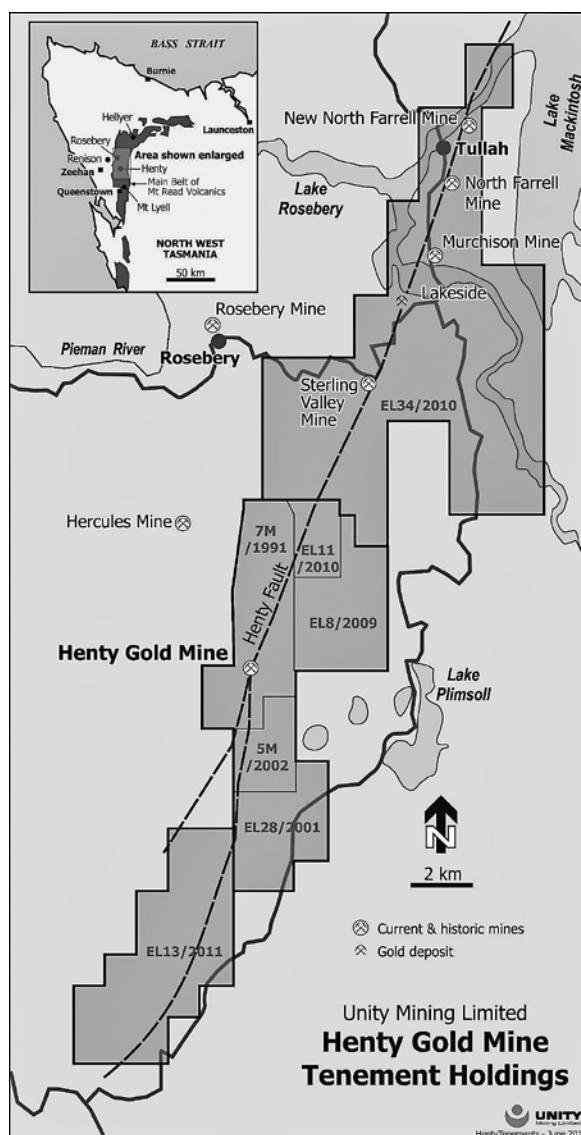 BASS STRAIT
Burnie
Hellyer
Launceston
Rosebery
Area shown enlarged
Renison
Zeehan
Henty
Main Belt of
Mt Read Volcanics
Queenstown
Mt Lyell
NORTH WEST
TASMANIA
50 km
Lake
Mackintosh
New North Farrell Mine
Tullah
Lake
Rosebery
North Farrell
Mine
Murchison Mine
Lakeside
Rosebery Mine
Pieman River
Rosebery
Sterling
Valley
Mine
EL34/2010
Hercules Mine
7M
/1991
EL11
/2010
Henty Fault
EL8/2009
Henty Gold Mine
Lake
Plimsoll
5M
/2002
EL28/2001
N
2 km
EL13/2011
Current & historic mines
Gold deposit
Unity Mining Limited
Henty Gold Mine
Tenement Holdings
UNITY
Mining Limited
HentyTenements - June